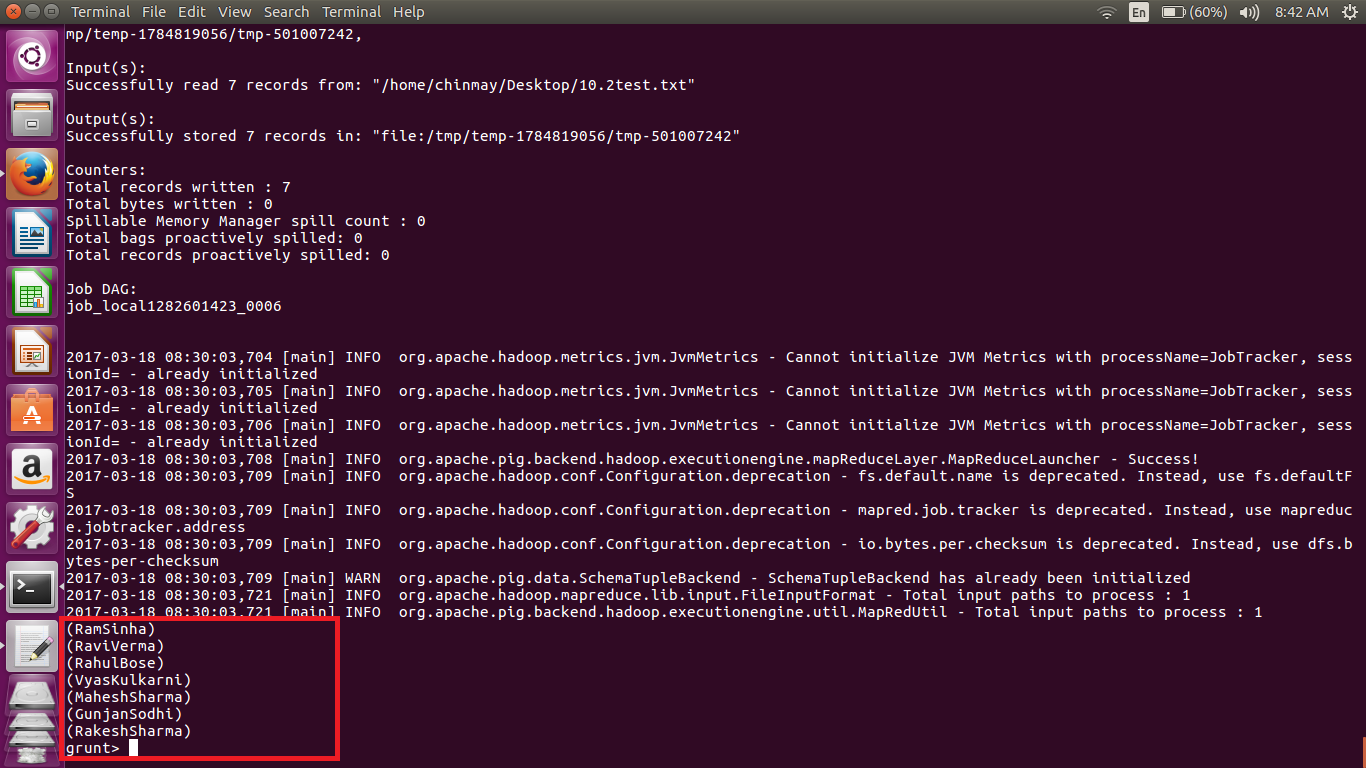 Terminal File Edit View Search Terminal Help En (60%) 8:42 AM
mp/temp-1784819056/tmp-501007242,
Input(s):
Successfully read 7 records from: "/home/chinmay/Desktop/10.2test.txt"
Output(s):
Successfully stored 7 records in: "file:/tmp/temp-1784819056/tmp-501007242"
Counters:
Total records written : 7
Total bytes written : 0
Spillable Memory Manager spill count : 0
Total bags proactively spilled: 0
Total records proactively spilled: 0
Job DAG:
job_local1282601423_0006
2017-03-18 08:30:03,704 [main] INFO  org.apache.hadoop.metrics.jvm.JvmMetrics - Cannot initialize JVM Metrics with processName=JobTracker, sess
ionId= - already initialized
2017-03-18 08:30:03,705 [main] INFO  org.apache.hadoop.metrics.jvm.JvmMetrics - Cannot initialize JVM Metrics with processName=JobTracker, sess
ionId= - already initialized
2017-03-18 08:30:03,706 [main] INFO  org.apache.hadoop.metrics.jvm.JvmMetrics - Cannot initialize JVM Metrics with processName=JobTracker, sess
ionId= - already initialized
2017-03-18 08:30:03,708 [main] INFO  org.apache.pig.backend.hadoop.executionengine.mapReduceLayer.MapReduceLauncher - Success!
2017-03-18 08:30:03,709 [main] INFO  org.apache.hadoop.conf.Configuration.deprecation - fs.default.name is deprecated. Instead, use fs.defaultF
S
2017-03-18 08:30:03,709 [main] INFO  org.apache.hadoop.conf.Configuration.deprecation - mapred.job.tracker is deprecated. Instead, use mapreduc
e.jobtracker.address
2017-03-18 08:30:03,709 [main] INFO  org.apache.hadoop.conf.Configuration.deprecation - io.bytes.per.checksum is deprecated. Instead, use dfs.b
ytes-per-checksum
2017-03-18 08:30:03,709 [main] WARN  org.apache.pig.data.SchemaTupleBackend - SchemaTupleBackend has already been initialized
2017-03-18 08:30:03,721 [main] INFO  org.apache.hadoop.mapreduce.lib.input.FileInputFormat - Total input paths to process : 1
2017-03-18 08:30:03,721 [main] INFO  org.apache.pig.backend.hadoop.executionengine.util.MapRedUtil - Total input paths to process : 1
(RamSinha)
(RaviVerma)
(RahulBose)
(VyasKulkarni)
(MaheshSharma)
(GunjanSodhi)
(RakeshSharma)
grunt>